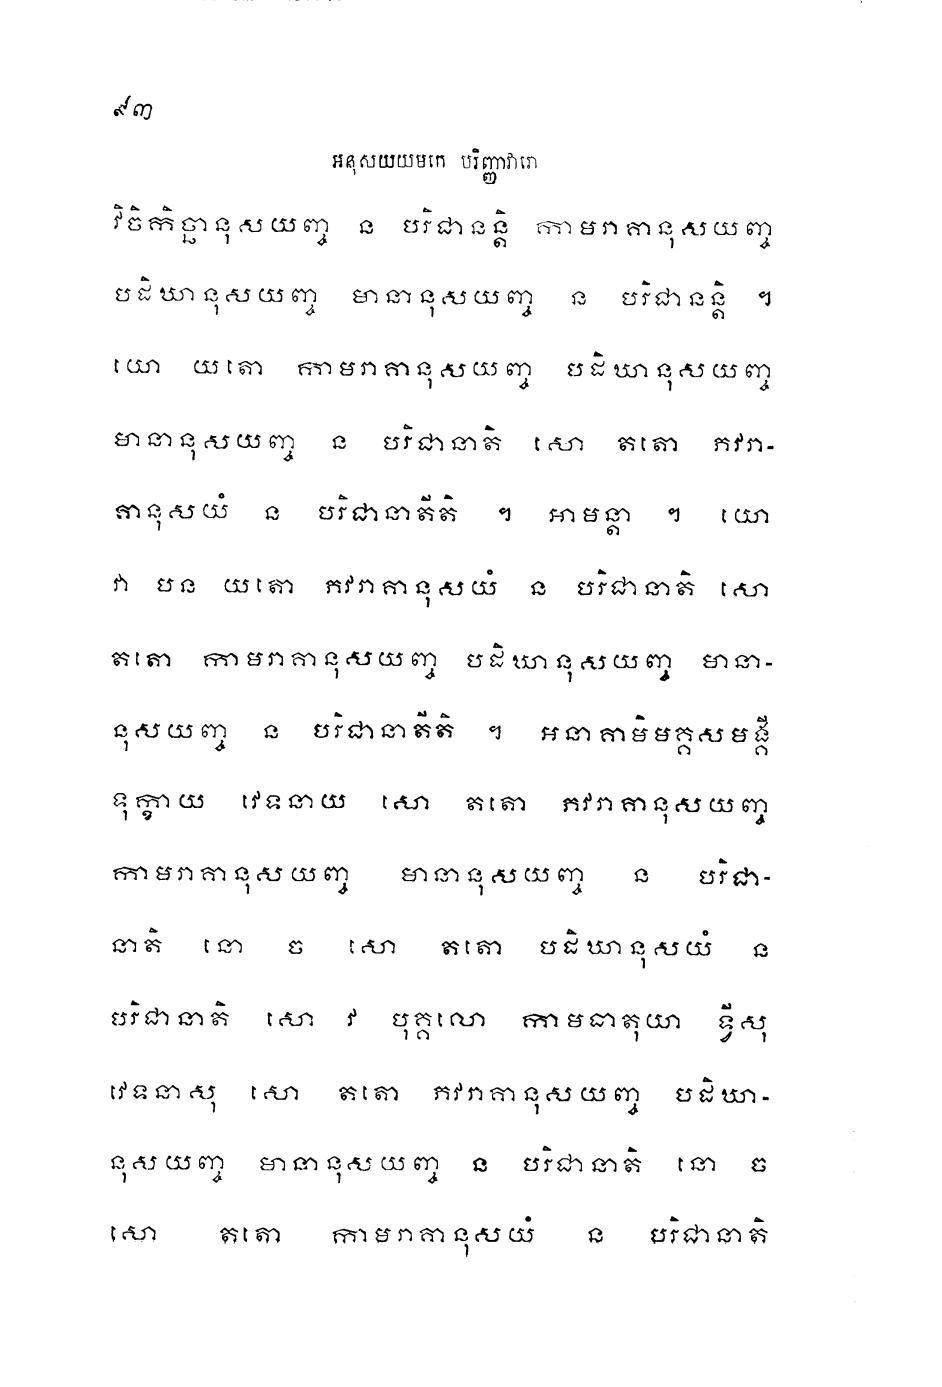 ៩៣
អនុសយយមកេ បរិញ្ញាវារោ
វិចិកិច្ឆានុសយញ្ច ន បរិជានន្តិ កាមរាគានុសយញ្ច
បដិឃានុសយញ្ច មានានុសយញ្ច ន បរិជានន្តិ ។
យោ យតោ កាមរាគានុសយញ្ច បដិឃានុសយញ្ច
មានានុសយញ្ច ន បរិជានាតិ សោ តតោ ភវរា-
គានុសយំ ន បរិជានាតីតិ ។ អាមន្តា ។ យោ
វា បន យតោ ភវរាគានុសយំ ន បរិជានាតិ សោ
តតោ កាមរាគានុសយញ្ច បដិឃានុសយញ្ច មានា-
នុសយញ្ច ន បរិជានាតីតិ ។ អនាគាមិមគ្គសមង្គី
ទុក្ខាយ វេទនាយ សោ តតោ ភវរាគានុសយញ្ច
កាមរាគានុសយញ្ច មានានុសយញ្ច ន បរិជា-
នាតិ នោ ច សោ តតោ បដិឃានុសយំ ន
បរិជានាតិ សោ វ បុគ្គលោ កាមធាតុយា ទ្វីសុ
វេទនាសុ សោ តតោ ភវរាគានុសយញ្ច បដិឃា-
នុសយញ្ច មានានុសយញ្ច ន បរិជានាតិ នោ ច
សោ តតោ កាមរាគានុសយំ ន បរិជានាតិ